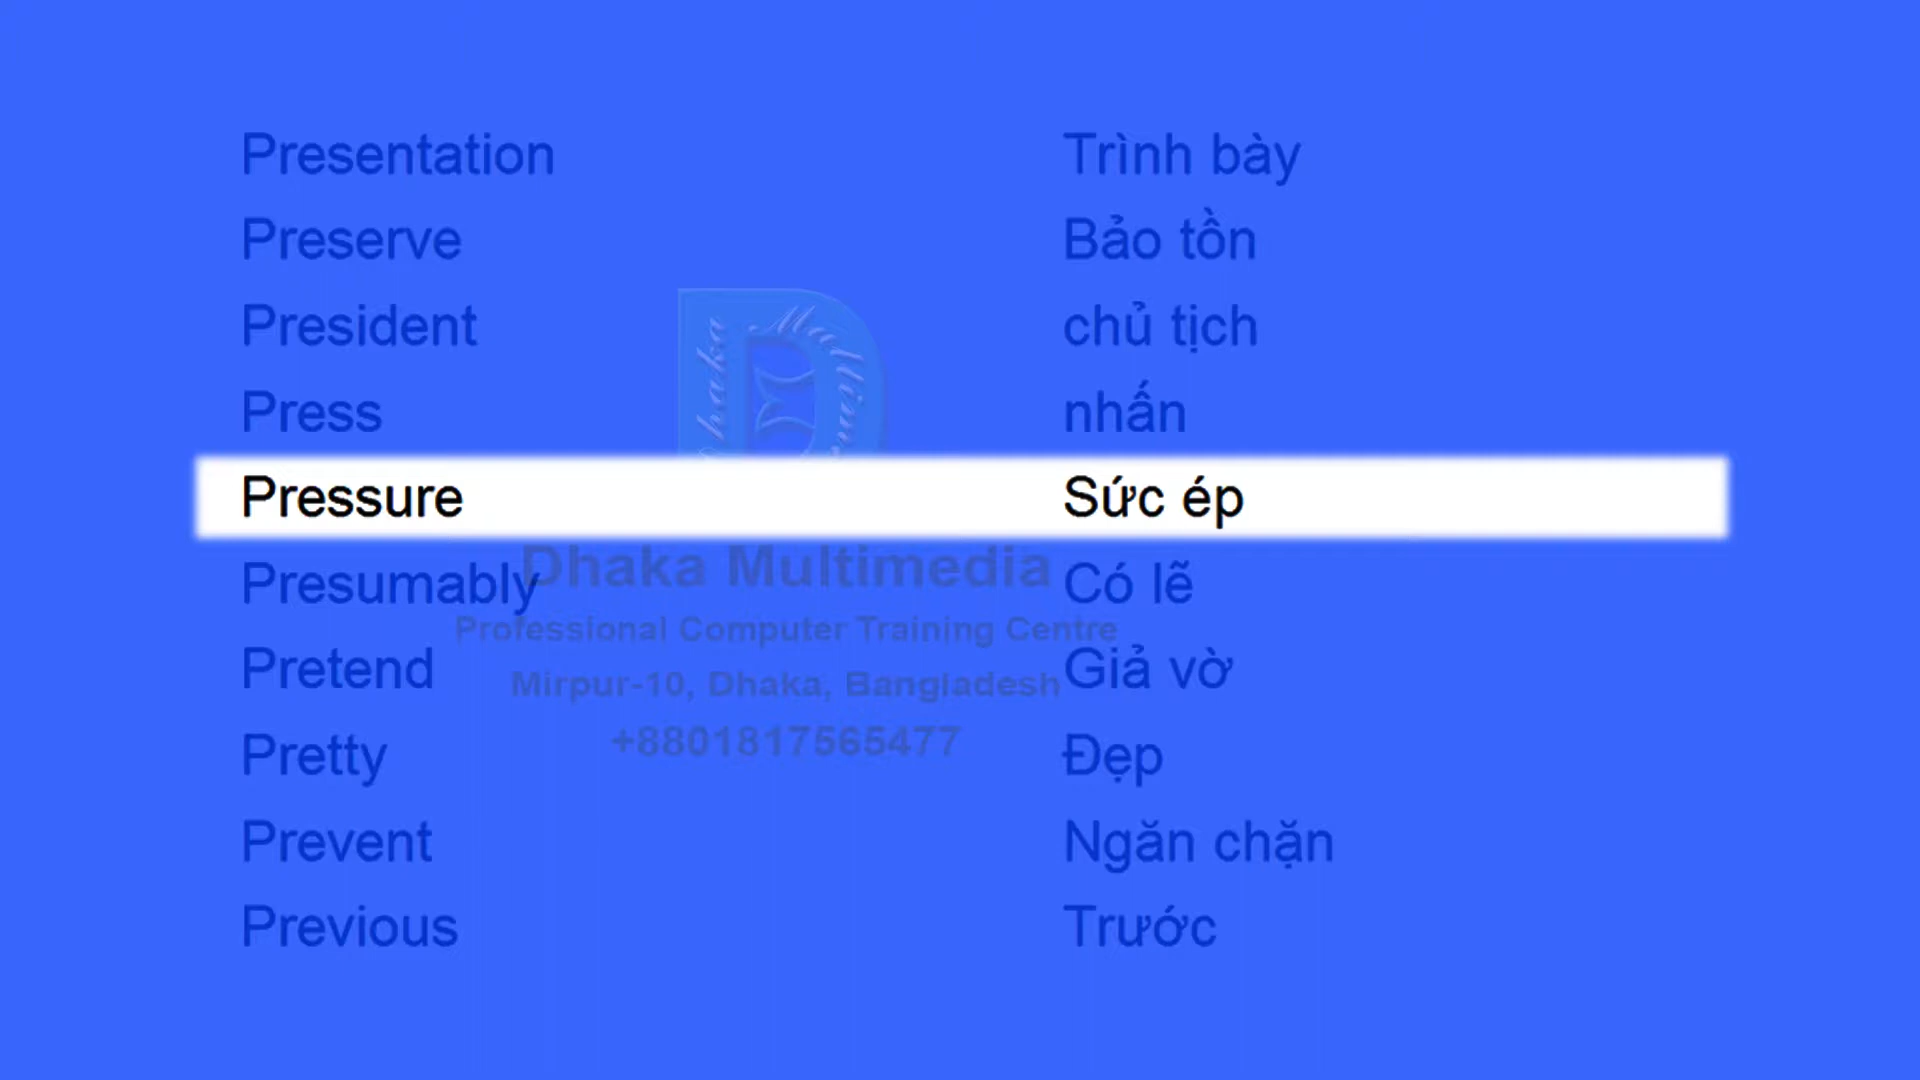 Presentation Trình bày
Preserve Bảo tồn
President chủ tịch
Press nhấn
Pressure Sức ép
Dhaka Multimedia
Presumably Có lẽ
Professional Computer Training Centre
Pretend Giả vờ
Mirpur-10, Dhaka, Bangladesh
+8801817565477
Pretty Đẹp
Prevent Ngăn chặn
Previous Trước